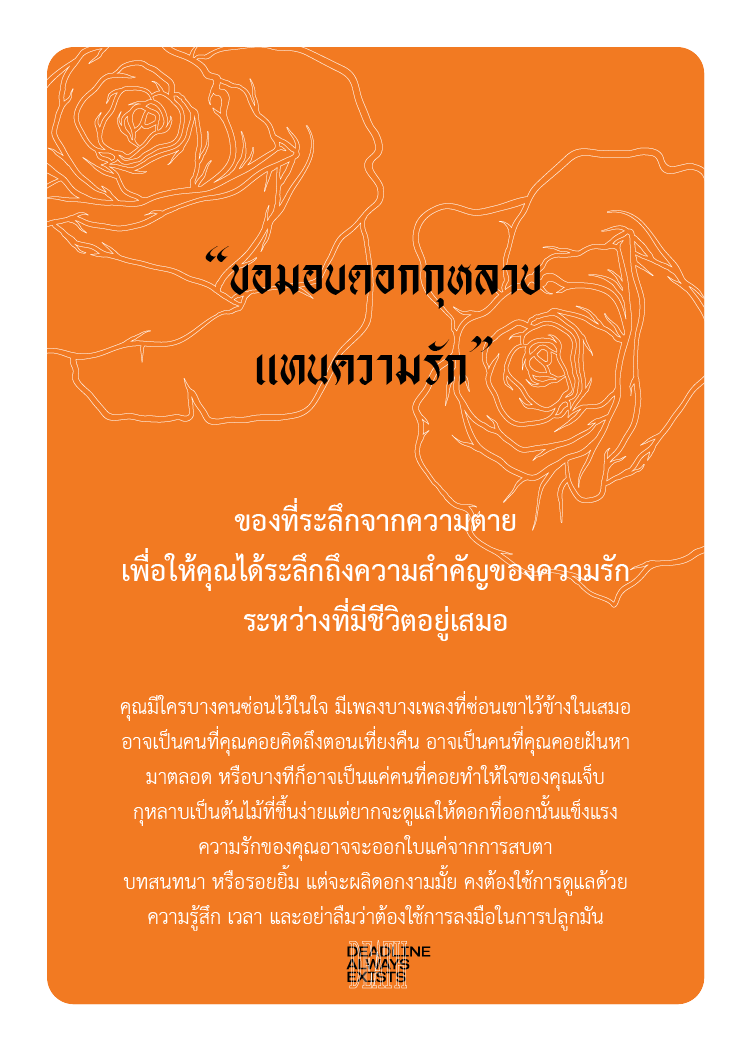 “ขอมอบดอกกุหลาบ
แทนความรัก”
ของที่ระลึกจากความตาย
เพื่อให้คุณได้ระลึกถึงความสำคัญของความรัก
ระหว่างที่มีชีวิตอยู่เสมอ
คุณมีใครบางคนซ่อนไว้ในใจ มีเพลงบางเพลงที่ซ่อนเขาไว้ข้างในเสมอ
อาจเป็นคนที่คุณคอยคิดถึงตอนเที่ยงคืน อาจเป็นคนที่คุณคอยฝันหา
มาตลอด หรือบางทีก็อาจเป็นแค่คนที่คอยทำให้ใจของคุณเจ็บ
กุหลาบเป็นต้นไม้ที่ขึ้นง่ายแต่ยากจะดูแลให้ดอกที่ออกนั้นแข็งแรง
ความรักของคุณอาจจะออกใบแค่จากการสบตา
บทสนทนา หรือรอยยิ้ม แต่จะผลิดอกงามมั้ย คงต้องใช้การดูแลด้วย
ความรู้สึก เวลา และอย่าลืมว่าต้องใช้การลงมือในการปลูกมัน
DEADLINE
ALWAYS
EXISTS